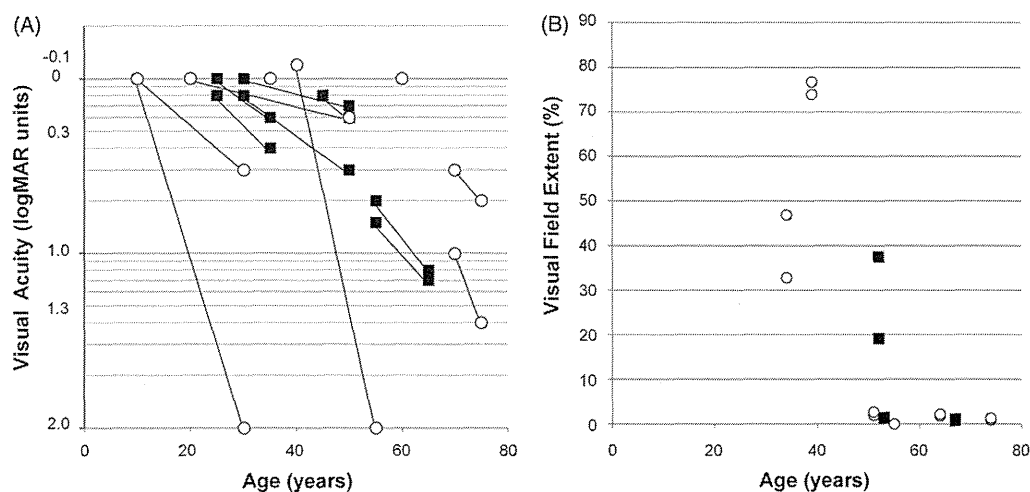 (A)
-0.1
0
0.3
1.0
1.3
2.0
Visual Acuity (logMAR units)
0 20 40 60 80
Age (years)
(B)
90
80
70
60
50
40
30
20
10
0
Visual Field Extent (%)
0 20 40 60 80
Age (years)